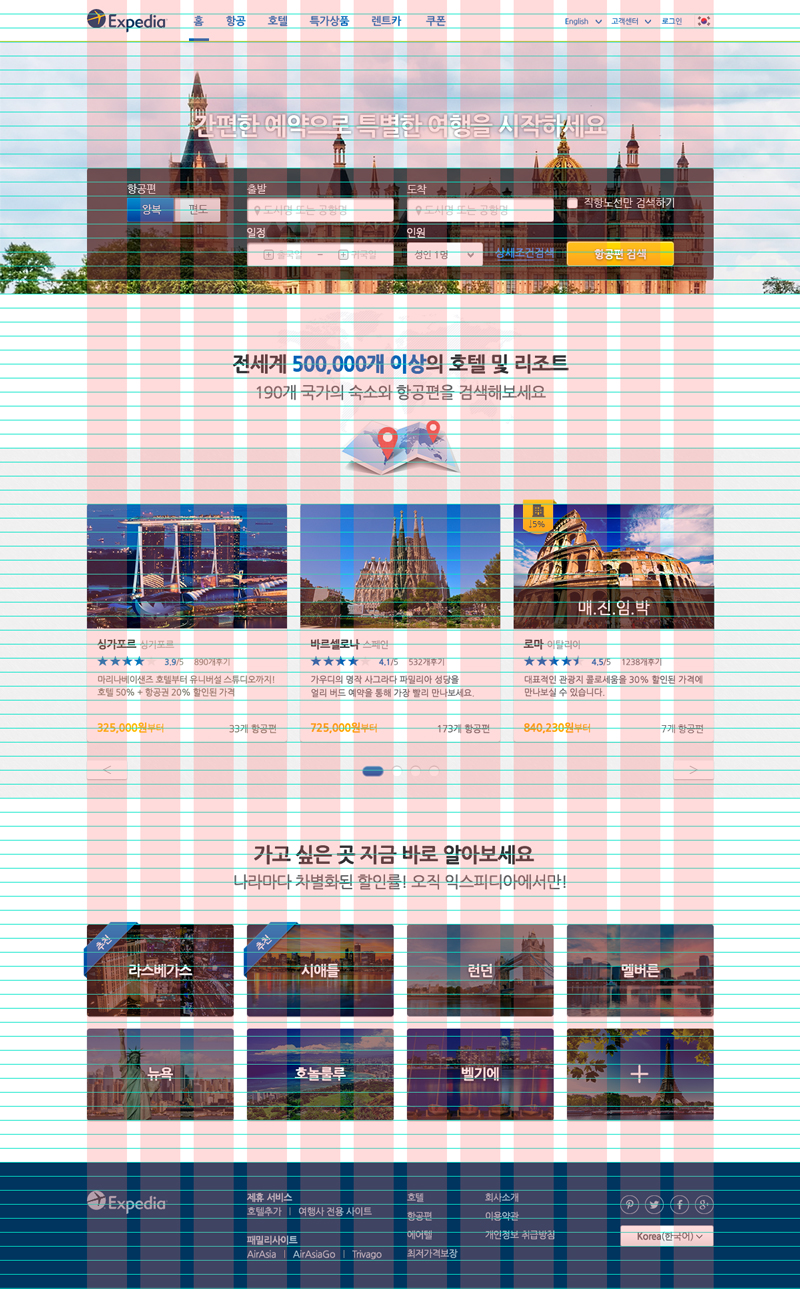 Expedia 홈 항공 호텔 특가상품 렌트카 쿠폰 English 고객센터 로그인
간편한 예약으로 특별한 여행을 시작하세요
항공편 출발 도착
왕복 편도 도시명 또는 공항명 도시명 또는 공항명 직항노선만 검색하기
일정 인원
출국일 – 귀국일 성인 1명 상세조건검색 항공편 검색
전세계 500,000개 이상의 호텔 및 리조트
190개 국가의 숙소와 항공편을 검색해보세요
↓5%
매.진.임.박
싱가포르 싱가포르
3.9/5 890개후기
마리나베이샌즈 호텔부터 유니버설 스튜디오까지!
호텔 50% + 항공권 20% 할인된 가격
325,000원부터 33개 항공편
바르셀로나 스페인
4.1/5 532개후기
가우디의 명작 사그라다 파밀리아 성당을
얼리 버드 예약을 통해 가장 빨리 만나보세요.
725,000원부터 173개 항공편
로마 이탈리아
4.5/5 1238개후기
대표적인 관광지 콜로세움을 30% 할인된 가격에
만나보실 수 있습니다.
840,230원부터 7개 항공편
< >
가고 싶은 곳 지금 바로 알아보세요
나라마다 차별화된 할인률! 오직 익스피디아에서만!
추천 라스베가스
추천 시애틀
런던
멜버른
뉴욕
호놀룰루
벨기에
+
Expedia
제휴 서비스
호텔추가 | 여행사 전용 사이트
패밀리사이트
AirAsia | AirAsiaGo | Trivago
호텔
항공편
에어텔
최저가격보장
회사소개
이용약관
개인정보 취급방침
Korea(한국어)